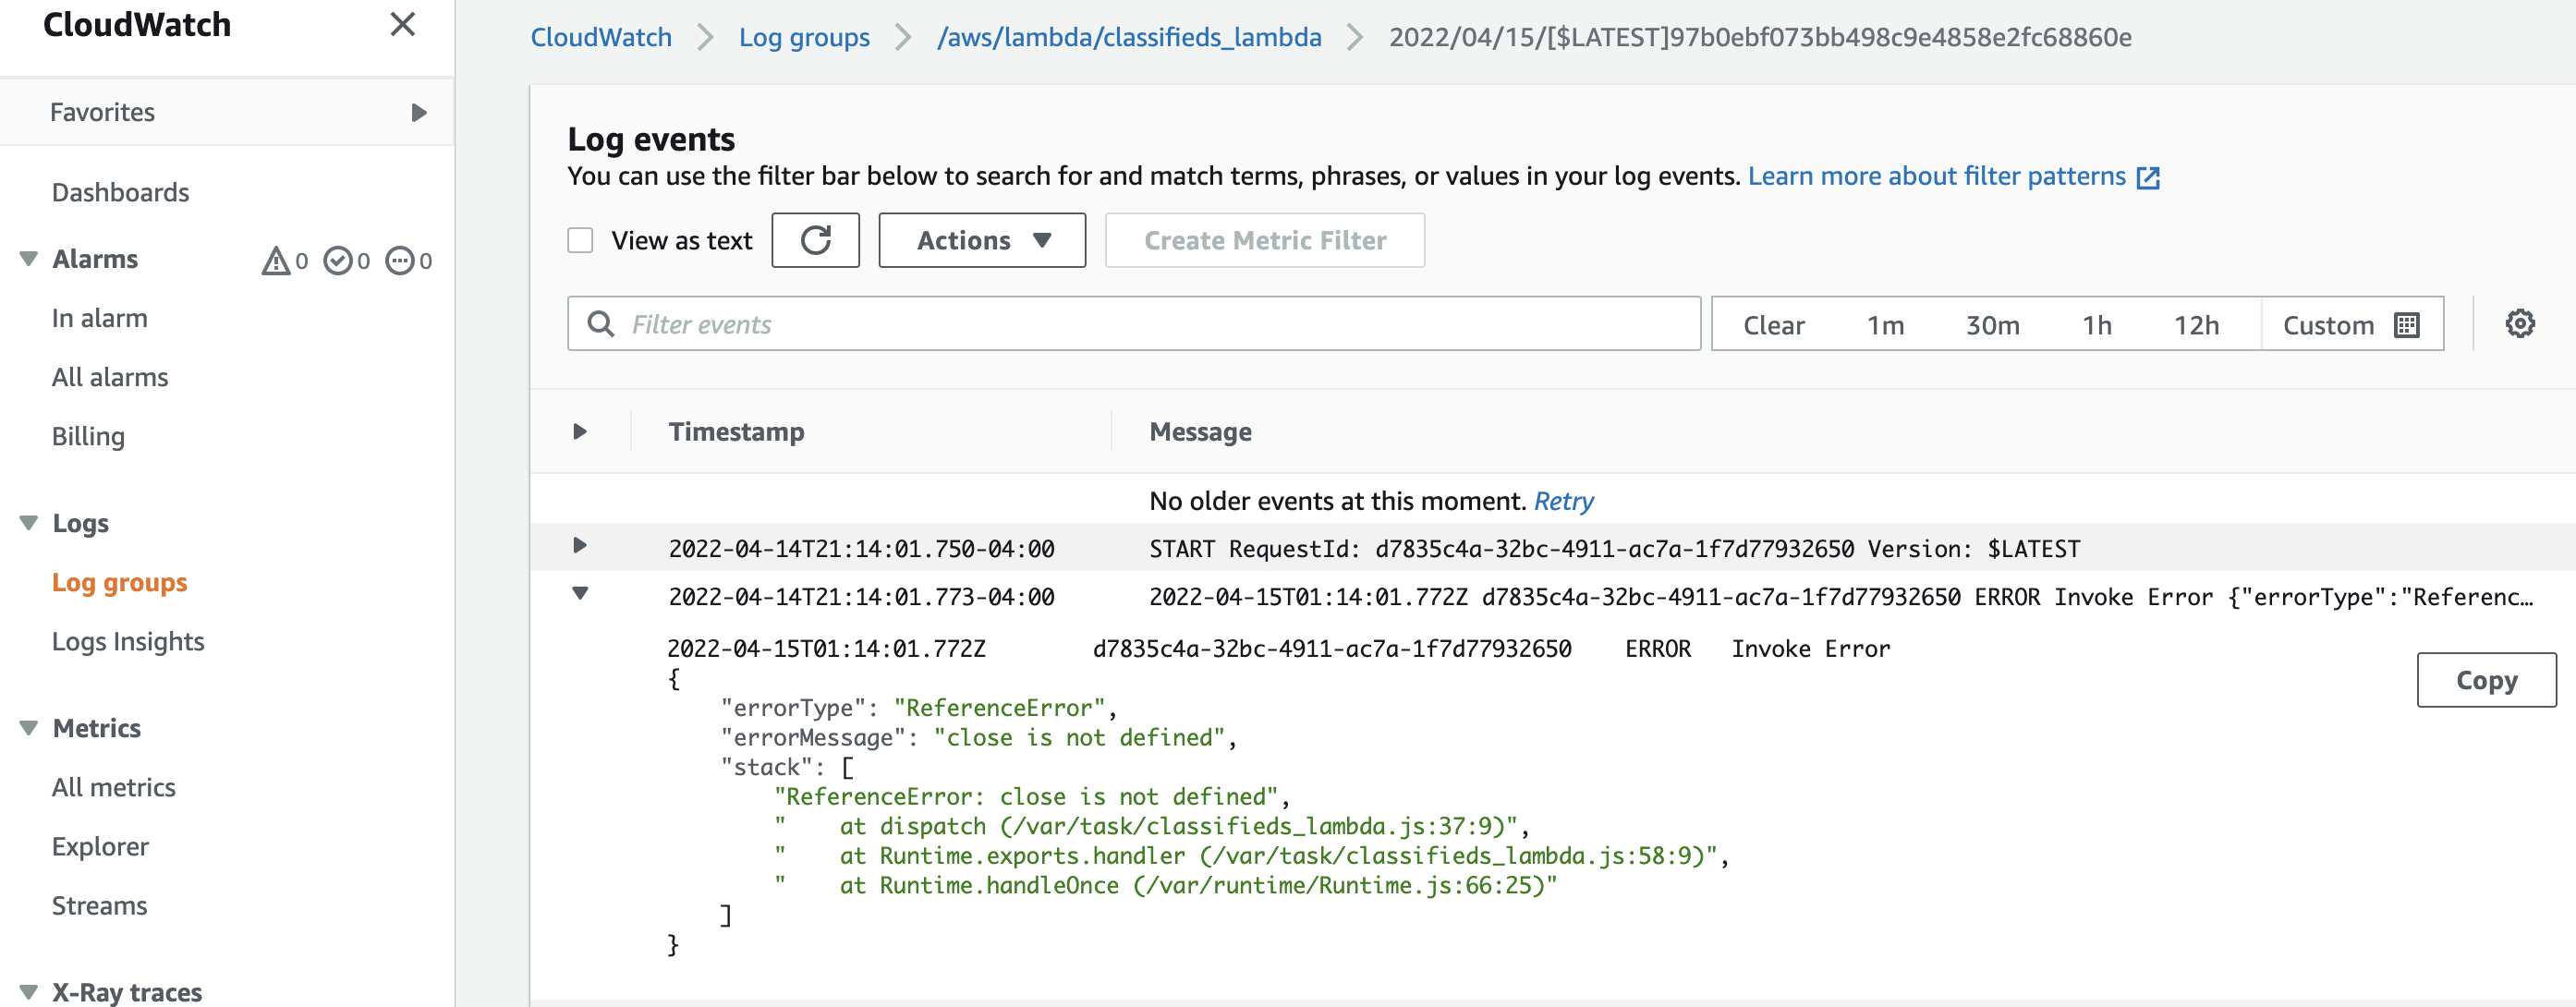 CloudWatch
Favorites
Dashboards
Alarms 0 0 0
In alarm
All alarms
Billing
Logs
Log groups
Logs Insights
Metrics
All metrics
Explorer
Streams
X-Ray traces
CloudWatch > Log groups > /aws/lambda/classifieds_lambda > 2022/04/15/[$LATEST]97b0ebf073bb498c9e4858e2fc68860e
Log events
You can use the filter bar below to search for and match terms, phrases, or values in your log events. Learn more about filter patterns
View as text Actions Create Metric Filter
Filter events Clear 1m 30m 1h 12h Custom
Timestamp Message
No older events at this moment. Retry
2022-04-14T21:14:01.750-04:00 START RequestId: d7835c4a-32bc-4911-ac7a-1f7d77932650 Version: $LATEST
2022-04-14T21:14:01.773-04:00 2022-04-15T01:14:01.772Z d7835c4a-32bc-4911-ac7a-1f7d77932650 ERROR Invoke Error {"errorType":"Referenc…
2022-04-15T01:14:01.772Z d7835c4a-32bc-4911-ac7a-1f7d77932650 ERROR Invoke Error
Copy
{
    "errorType": "ReferenceError",
    "errorMessage": "close is not defined",
    "stack": [
        "ReferenceError: close is not defined",
        "    at dispatch (/var/task/classifieds_lambda.js:37:9)",
        "    at Runtime.exports.handler (/var/task/classifieds_lambda.js:58:9)",
        "    at Runtime.handleOnce (/var/runtime/Runtime.js:66:25)"
    ]
}